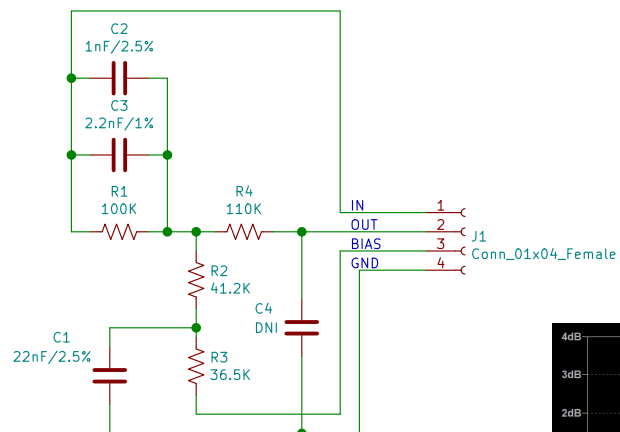 C2
1nF/2.5%
C3
2.2nF/1%
R1
100K
R4
110K
IN
1
OUT
2
BIAS
3
GND
4
J1
Conn_01x04_Female
R2
41.2K
C4
DNI
C1
22nF/2.5%
R3
36.5K
4dB
3dB
2dB